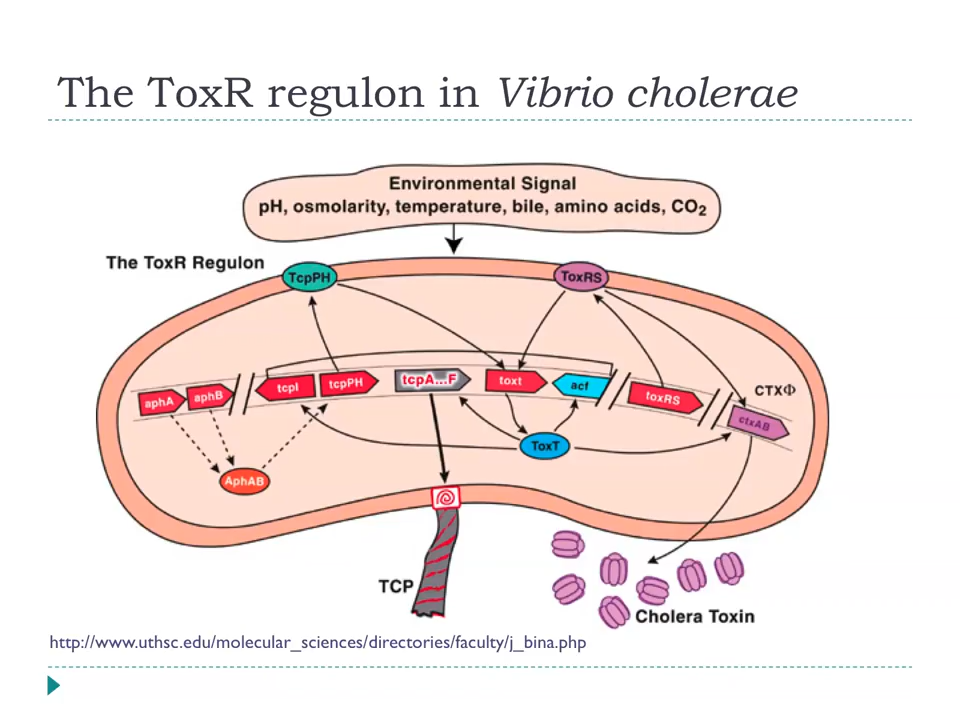 The ToxR regulon in Vibrio cholerae
Environmental Signal
pH, osmolarity, temperature, bile, amino acids, CO2
The ToxR Regulon
TcpPH
ToxRS
aphA
aphB
tcpI
tcpPH
tcpA...F
toxt
acf
toxRS
CTXΦ
ctxAB
AphAB
ToxT
TCP
Cholera Toxin
http://www.uthsc.edu/molecular_sciences/directories/faculty/j_bina.php